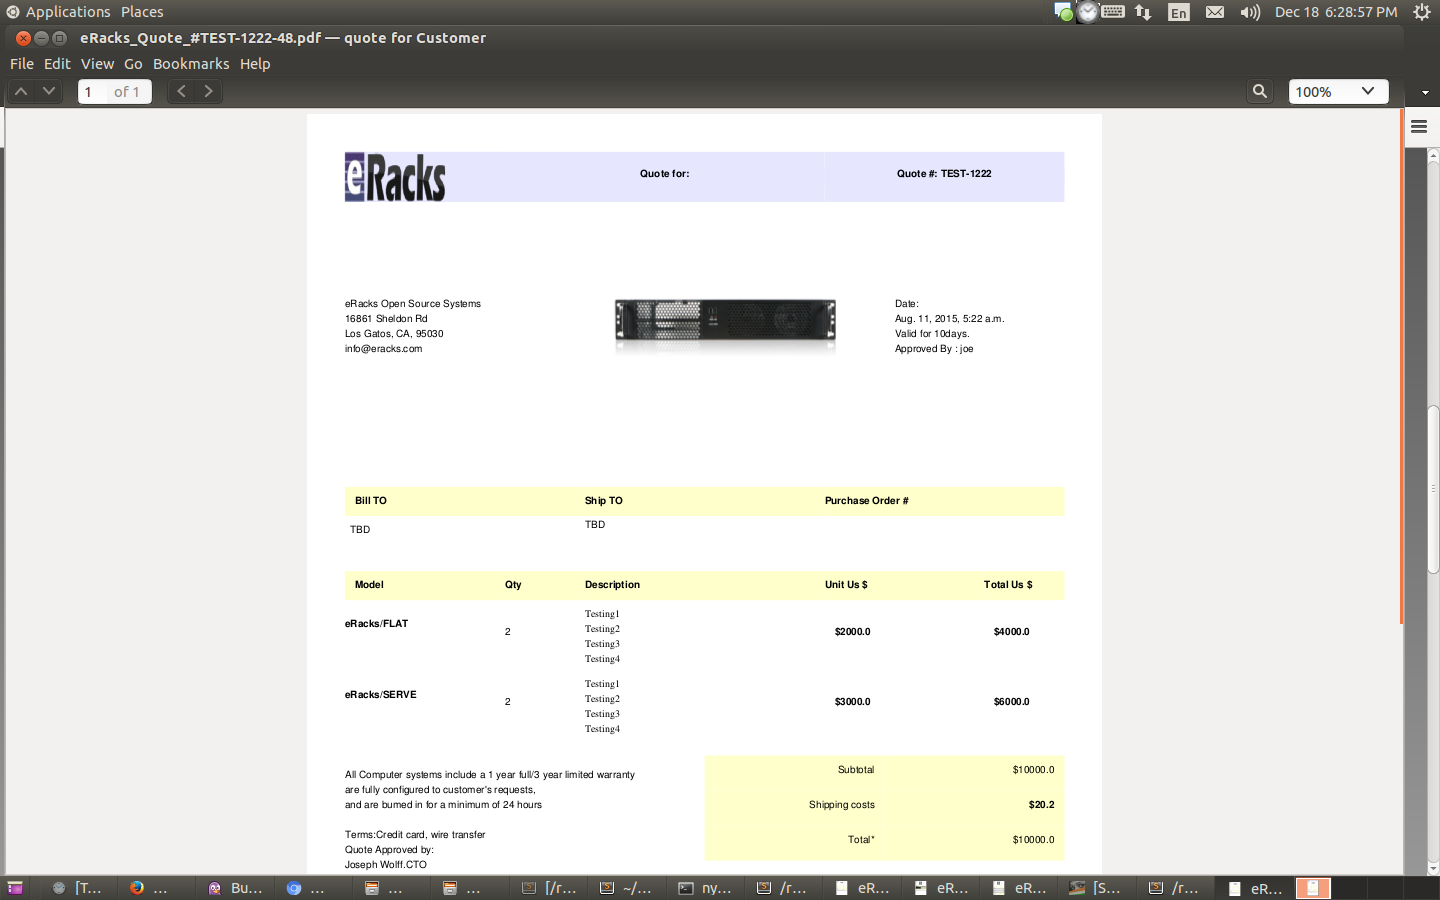 Applications Places
En
Dec 18 6:28:57 PM
eRacks_Quote_#TEST-1222-48.pdf — quote for Customer
File Edit View Go Bookmarks Help
1 of 1
100%
eRacks
Quote for:
Quote #: TEST-1222
eRacks Open Source Systems
16861 Sheldon Rd
Los Gatos, CA, 95030
info@eracks.com
Date:
Aug. 11, 2015, 5:22 a.m.
Valid for 10days.
Approved By : joe
Bill TO Ship TO Purchase Order #
TBD TBD
Model Qty Description Unit Us $ Total Us $
eRacks/FLAT 2 $2000.0 $4000.0
Testing1
Testing2
Testing3
Testing4
eRacks/SERVE 2 $3000.0 $6000.0
Testing1
Testing2
Testing3
Testing4
All Computer systems include a 1 year full/3 year limited warranty
are fully configured to customer's requests,
and are burned in for a minimum of 24 hours
Terms:Credit card, wire transfer
Quote Approved by:
Joseph Wolff.CTO
Subtotal $10000.0
Shipping costs $20.2
Total* $10000.0
[T... ... Bu... ... ... ... [/r... ~/... ny... /r... eR... eR... eR... [S... /r... eR...